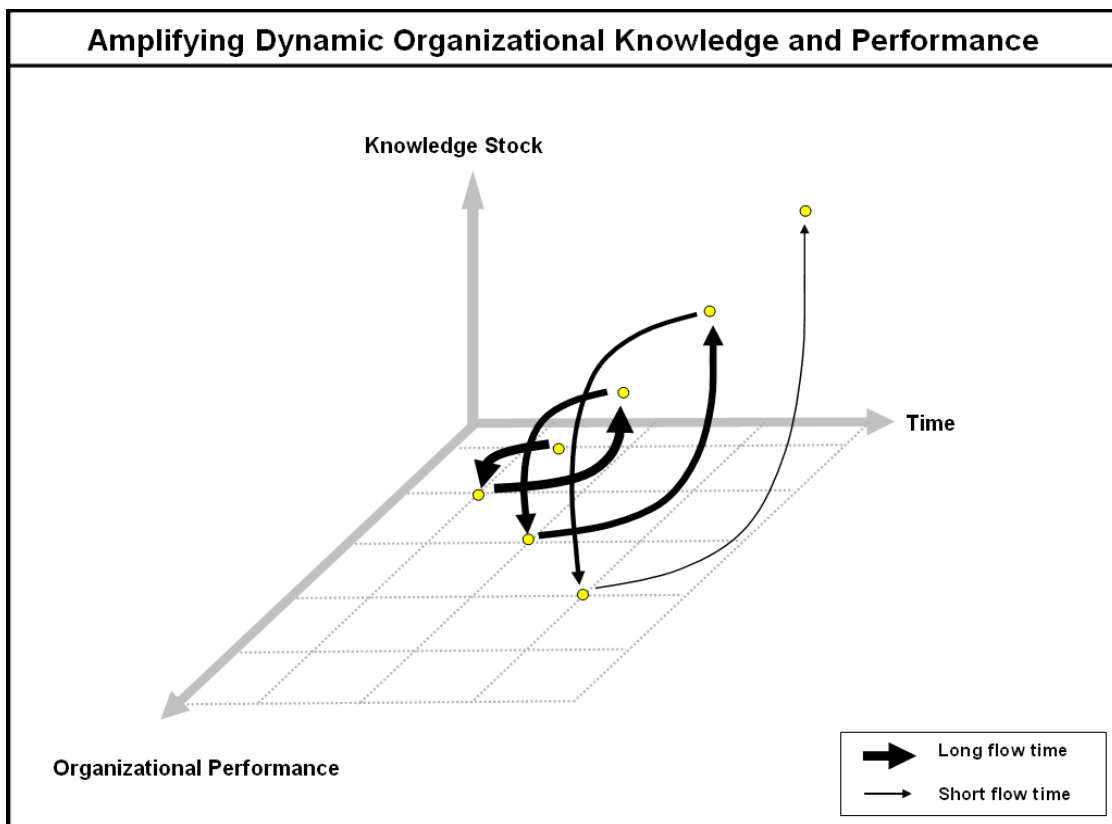 Amplifying Dynamic Organizational Knowledge and Performance
Knowledge Stock
Time
Organizational Performance
Long flow time
Short flow time